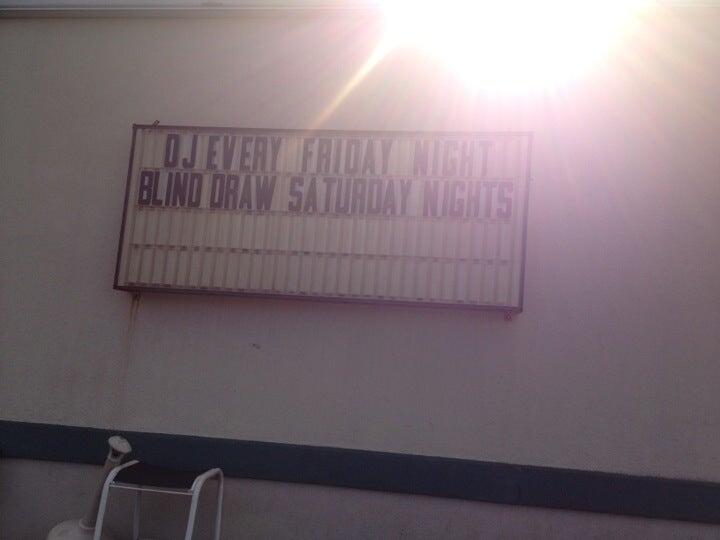 DJ EVERY FRIDAY NIGHT
BLIND DRAW SATURDAY NIGHTS